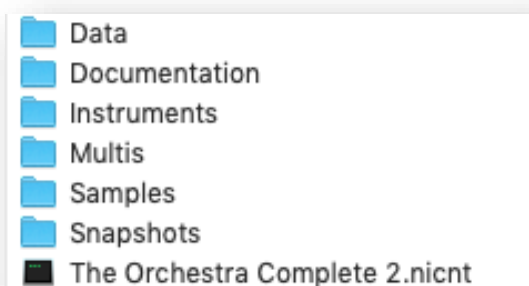 Data
Documentation
Instruments
Multis
Samples
Snapshots
The Orchestra Complete 2.nicnt